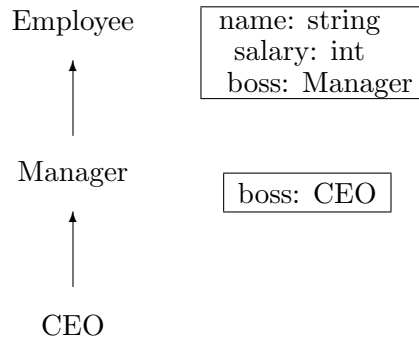 Employee
name: string
salary: int
boss: Manager
Manager
boss: CEO
CEO